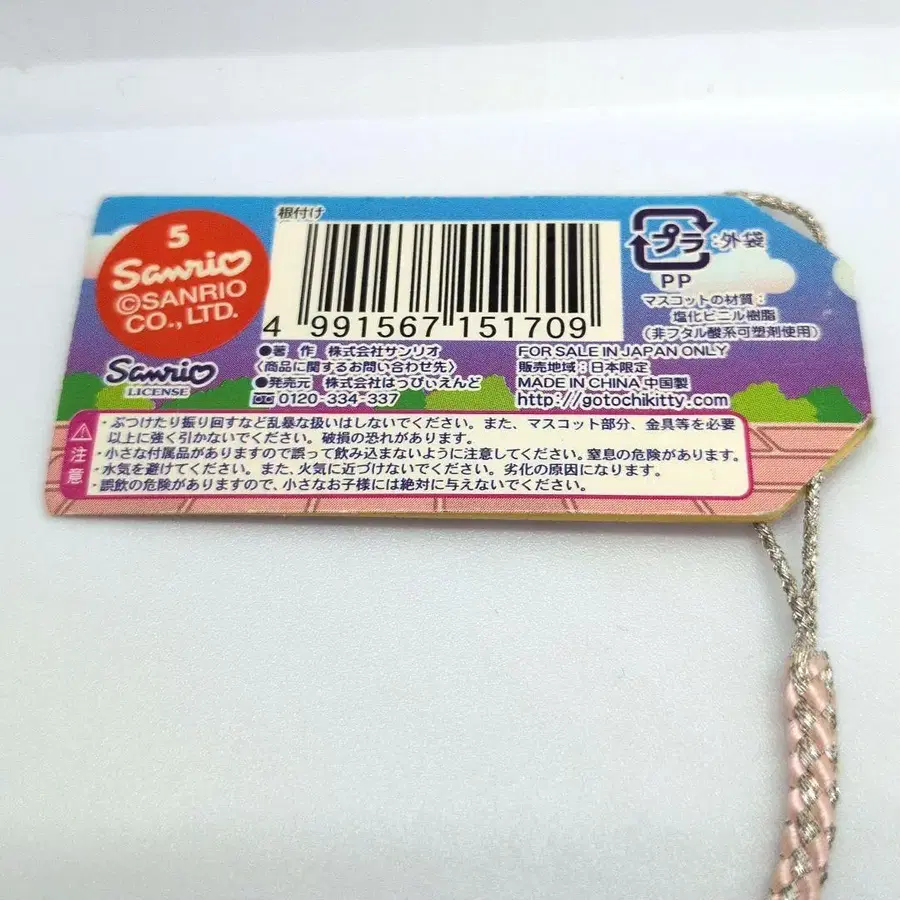 5
Sanrio
©SANRIO
CO., LTD.
Sanrio
LICENSE
根付け
4 991567 151709
プラ :外袋
PP
マスコットの材質:
塩化ビニル樹脂
(非フタル酸系可塑剤使用)
●著 作 株式会社サンリオ
〈商品に関するお問い合わせ先〉
●発売元 株式会社はっぴぃえんど
0120-334-337
FOR SALE IN JAPAN ONLY
販売地域:日本限定
MADE IN CHINA 中国製
http://gotochikitty.com
注意
・ぶつけたり振り回すなど乱暴な扱いはしないでください。また、マスコット部分、金具等を必要
以上に強く引かないでください。破損の恐れがあります。
・小さな付属品がありますので誤って飲み込まないように注意してください。窒息の危険があります。
・水気を避けてください。また、火気に近づけないでください。劣化の原因になります。
・誤飲の危険がありますので、小さなお子様には絶対に与えないでください。